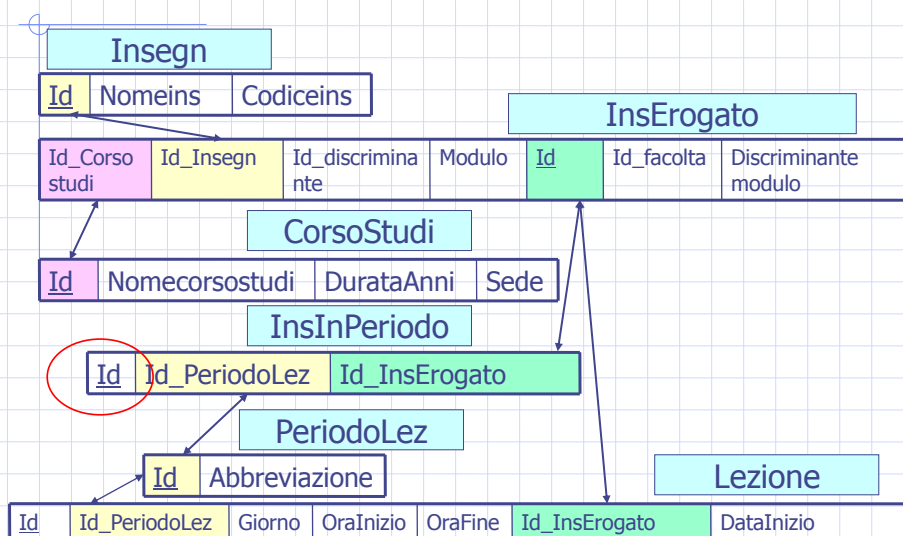 Insegn
Id Nomeins Codiceins
InsErogato
Id_Corso Id_Insegn Id_discrimina Modulo Id Id_facolta Discriminante
studi nte modulo
CorsoStudi
Id Nomecorsostudi DurataAnni Sede
InsInPeriodo
Id Id_PeriodoLez Id_InsErogato
PeriodoLez
Id Abbreviazione
Lezione
Id Id_PeriodoLez Giorno OraInizio OraFine Id_InsErogato DataInizio